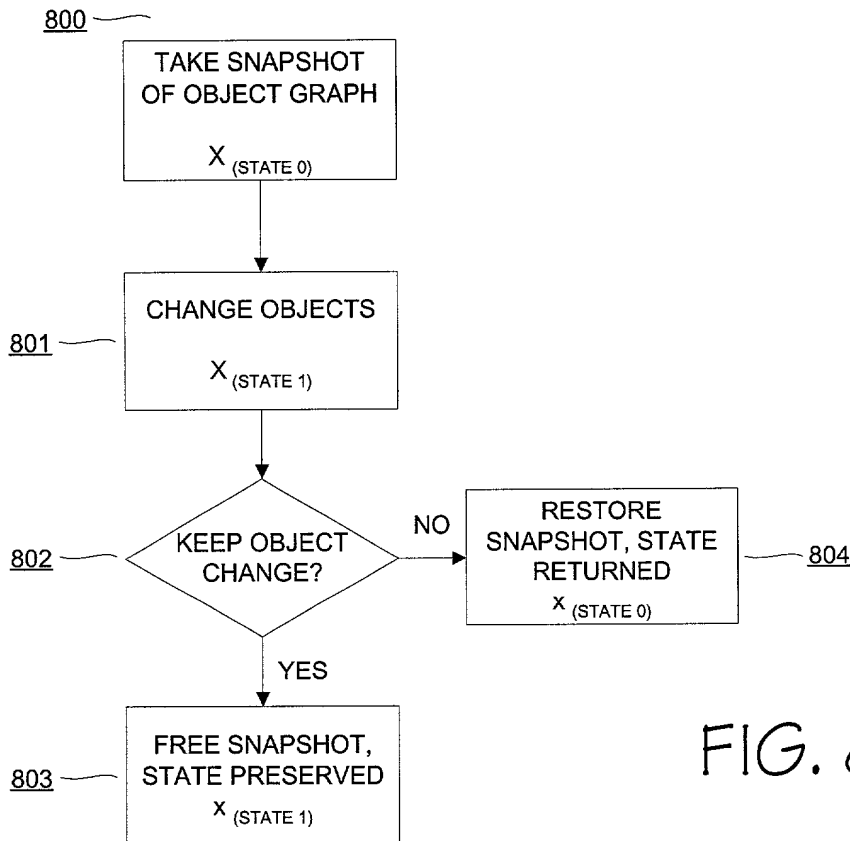 800
TAKE SNAPSHOT
OF OBJECT GRAPH
X (STATE 0)
CHANGE OBJECTS
801
X (STATE 1)
802
KEEP OBJECT
CHANGE?
NO
RESTORE
SNAPSHOT, STATE
RETURNED
x (STATE 0)
804
YES
FREE SNAPSHOT,
STATE PRESERVED
803
x (STATE 1)
FIG.